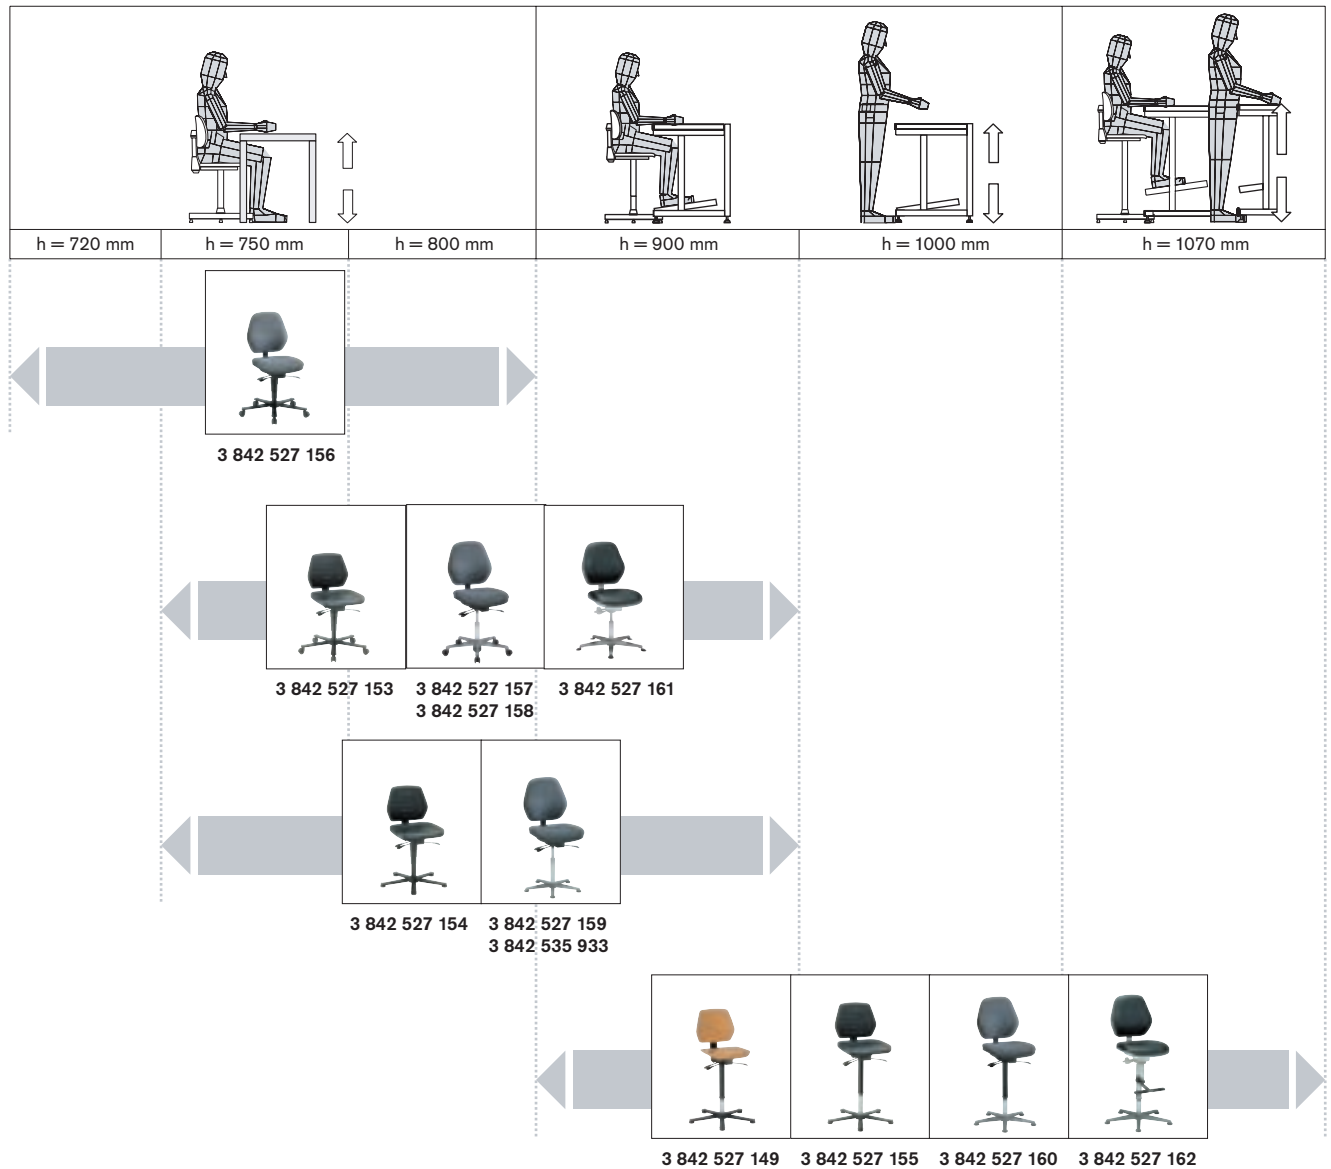 h = 720 mm
h = 750 mm
h = 800 mm
h = 900 mm
h = 1000 mm
h = 1070 mm
3 842 527 156
3 842 527 153
3 842 527 157
3 842 527 158
3 842 527 161
3 842 527 154
3 842 527 159
3 842 535 933
3 842 527 149
3 842 527 155
3 842 527 160
3 842 527 162